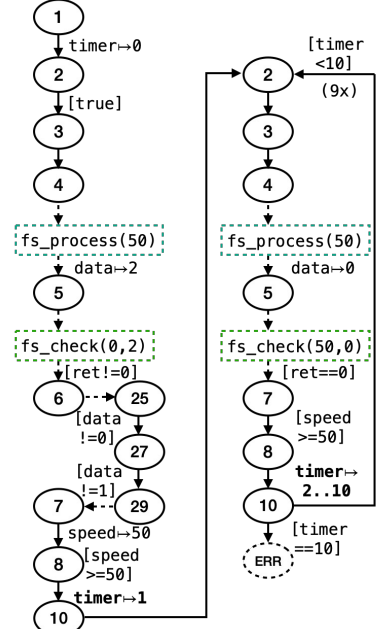 1
timer↦0
2
[true]
3
4
fs_process(50)
data↦2
5
fs_check(0,2)
[ret!=0]
6
25
[data
!=0]
27
[data
!=1]
7
29
speed↦50
8
[speed
>=50]
timer↦1
10
[timer
<10]
2
(9x)
3
4
fs_process(50)
data↦0
5
fs_check(50,0)
[ret==0]
7
[speed
>=50]
8
timer↦
2..10
10
[timer
==10]
ERR